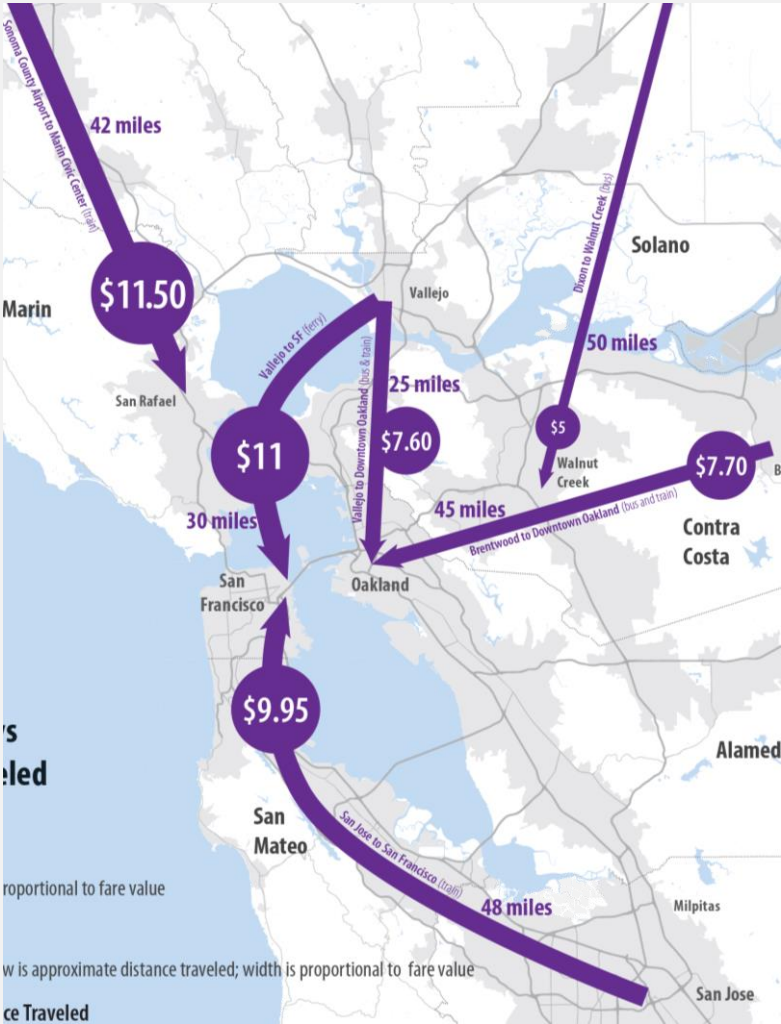 Sonoma County Airport to Marin Civic Center (train)
42 miles
$11.50
Marin
San Rafael
Vallejo to SF (ferry)
$11
30 miles
Vallejo
Vallejo to Downtown Oakland (bus & train)
25 miles
$7.60
Dixon to Walnut Creek (bus)
Solano
50 miles
$5
Walnut
Creek
$7.70
B
45 miles
Brentwood to Downtown Oakland (bus and train)
Contra
Costa
San
Francisco
Oakland
$9.95
's
eled
Alamed
San
Mateo
San Jose to San Francisco (train)
48 miles
roportional to fare value
Milpitas
w is approximate distance traveled; width is proportional to fare value
San Jose
ce Traveled